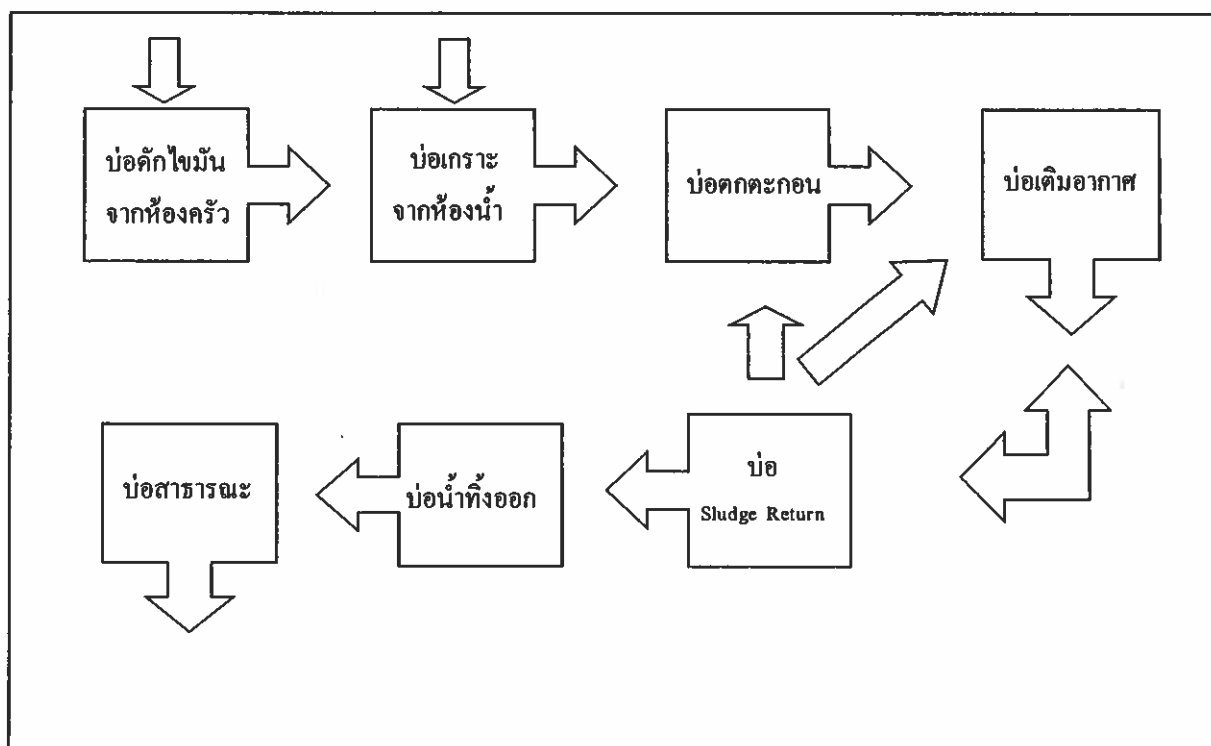 บ่อดักไขมัน
จากห้องครัว
บ่อเกราะ
จากห้องน้ำ
บ่อตกตะกอน
บ่อเติมอากาศ
บ่อสาธารณะ
บ่อน้ำทิ้งออก
บ่อ
Sludge Return